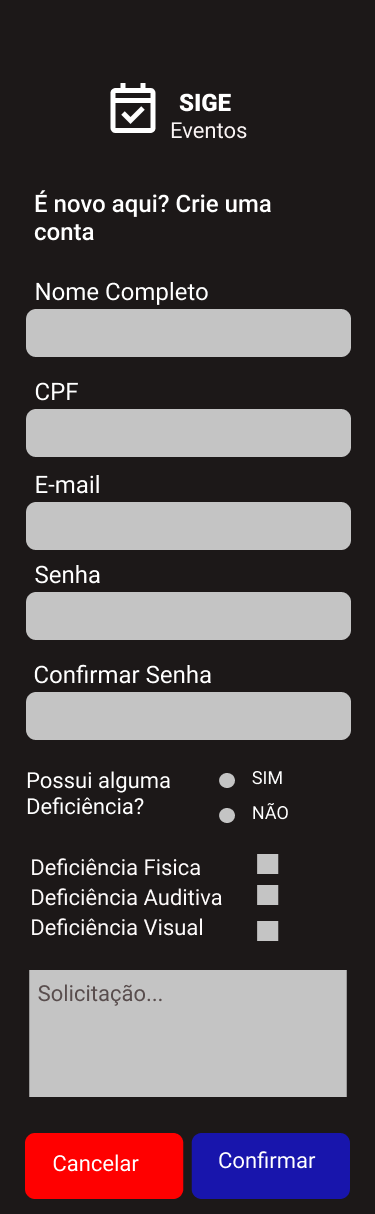 SIGE
Eventos
É novo aqui? Crie uma
conta
Nome Completo
CPF
E-mail
Senha
Confirmar Senha
Possui alguma
Deficiência?
SIM
NÃO
Deficiência Fisica
Deficiência Auditiva
Deficiência Visual
Solicitação...
Cancelar
Confirmar